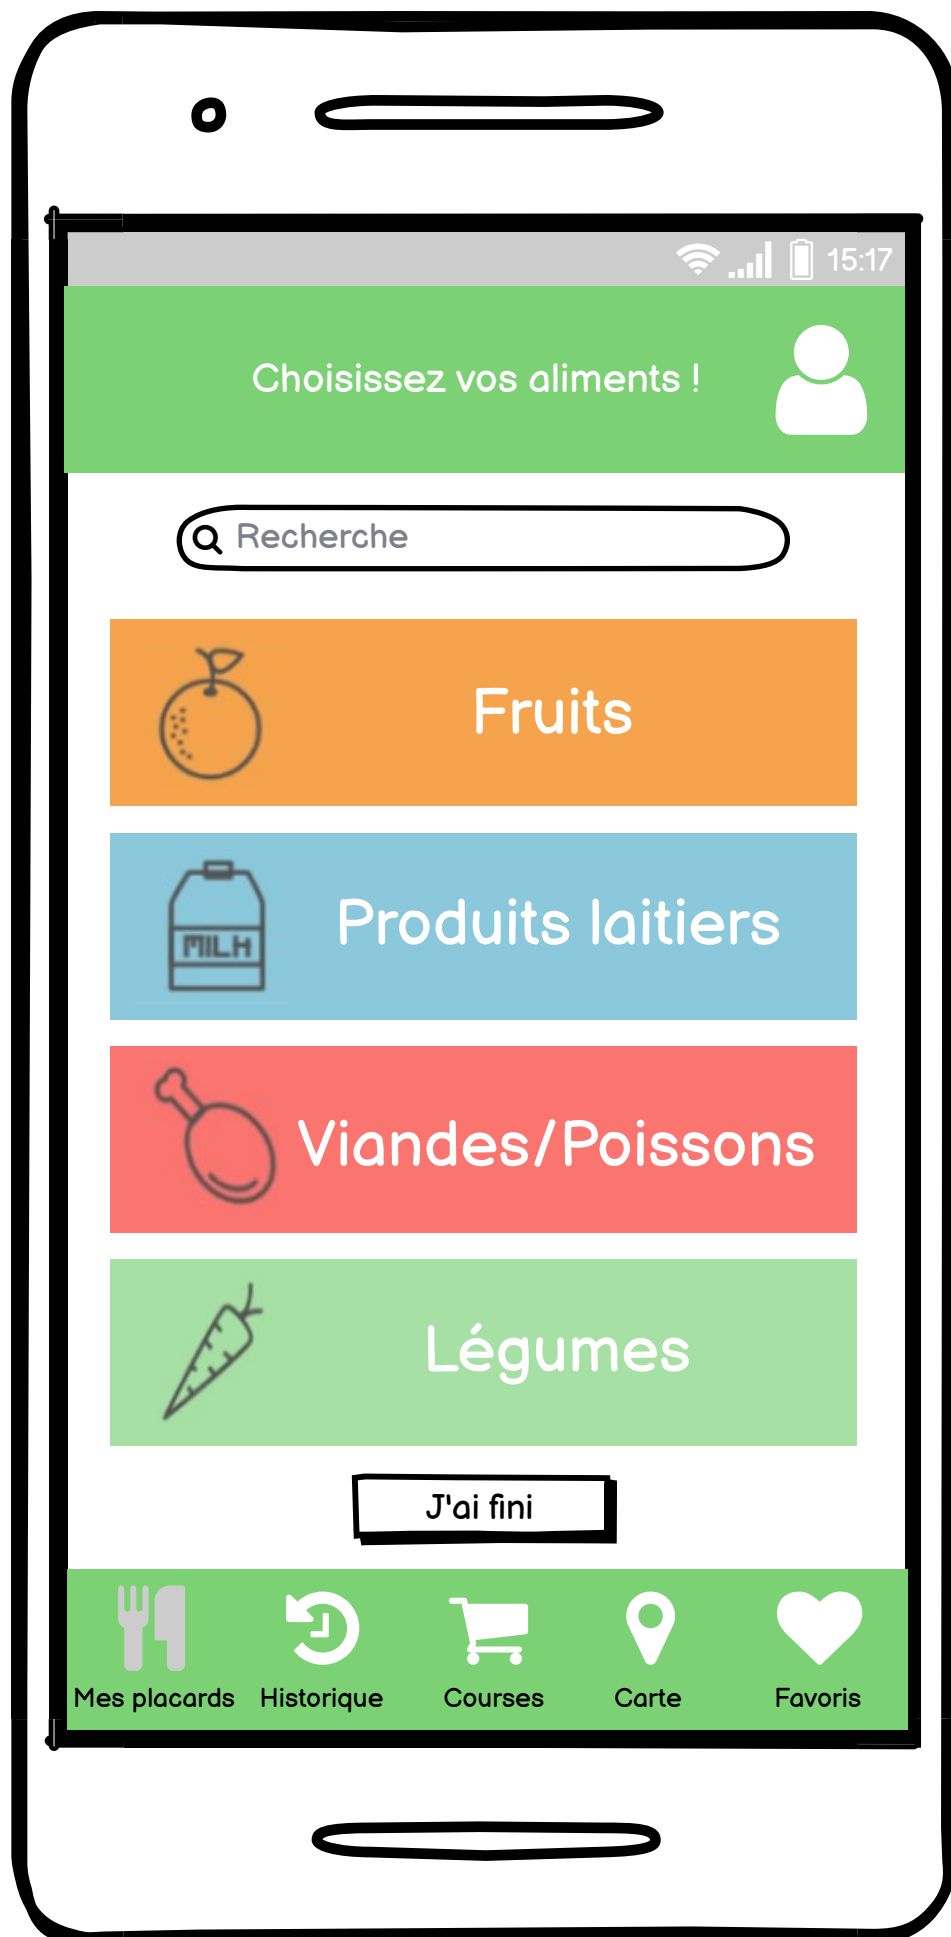 15:17
Choisissez vos aliments !
Recherche
Fruits
Produits laitiers
MILK
Viandes/Poissons
Légumes
J'ai fini
Mes placards Historique Courses Carte Favoris